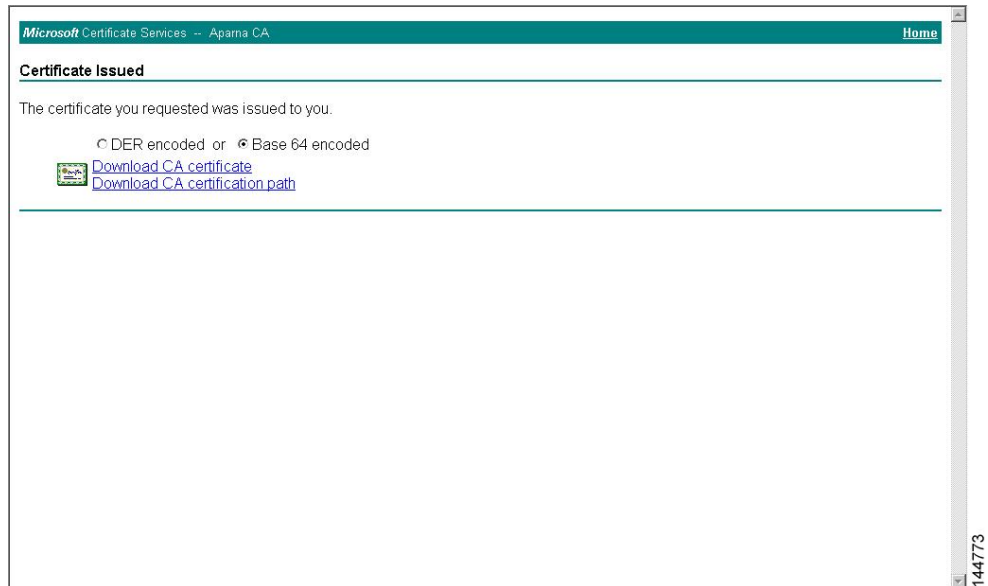 Microsoft Certificate Services -- Aparna CA Home
Certificate Issued
The certificate you requested was issued to you.
DER encoded or Base 64 encoded
Download CA certificate
Download CA certification path
144773